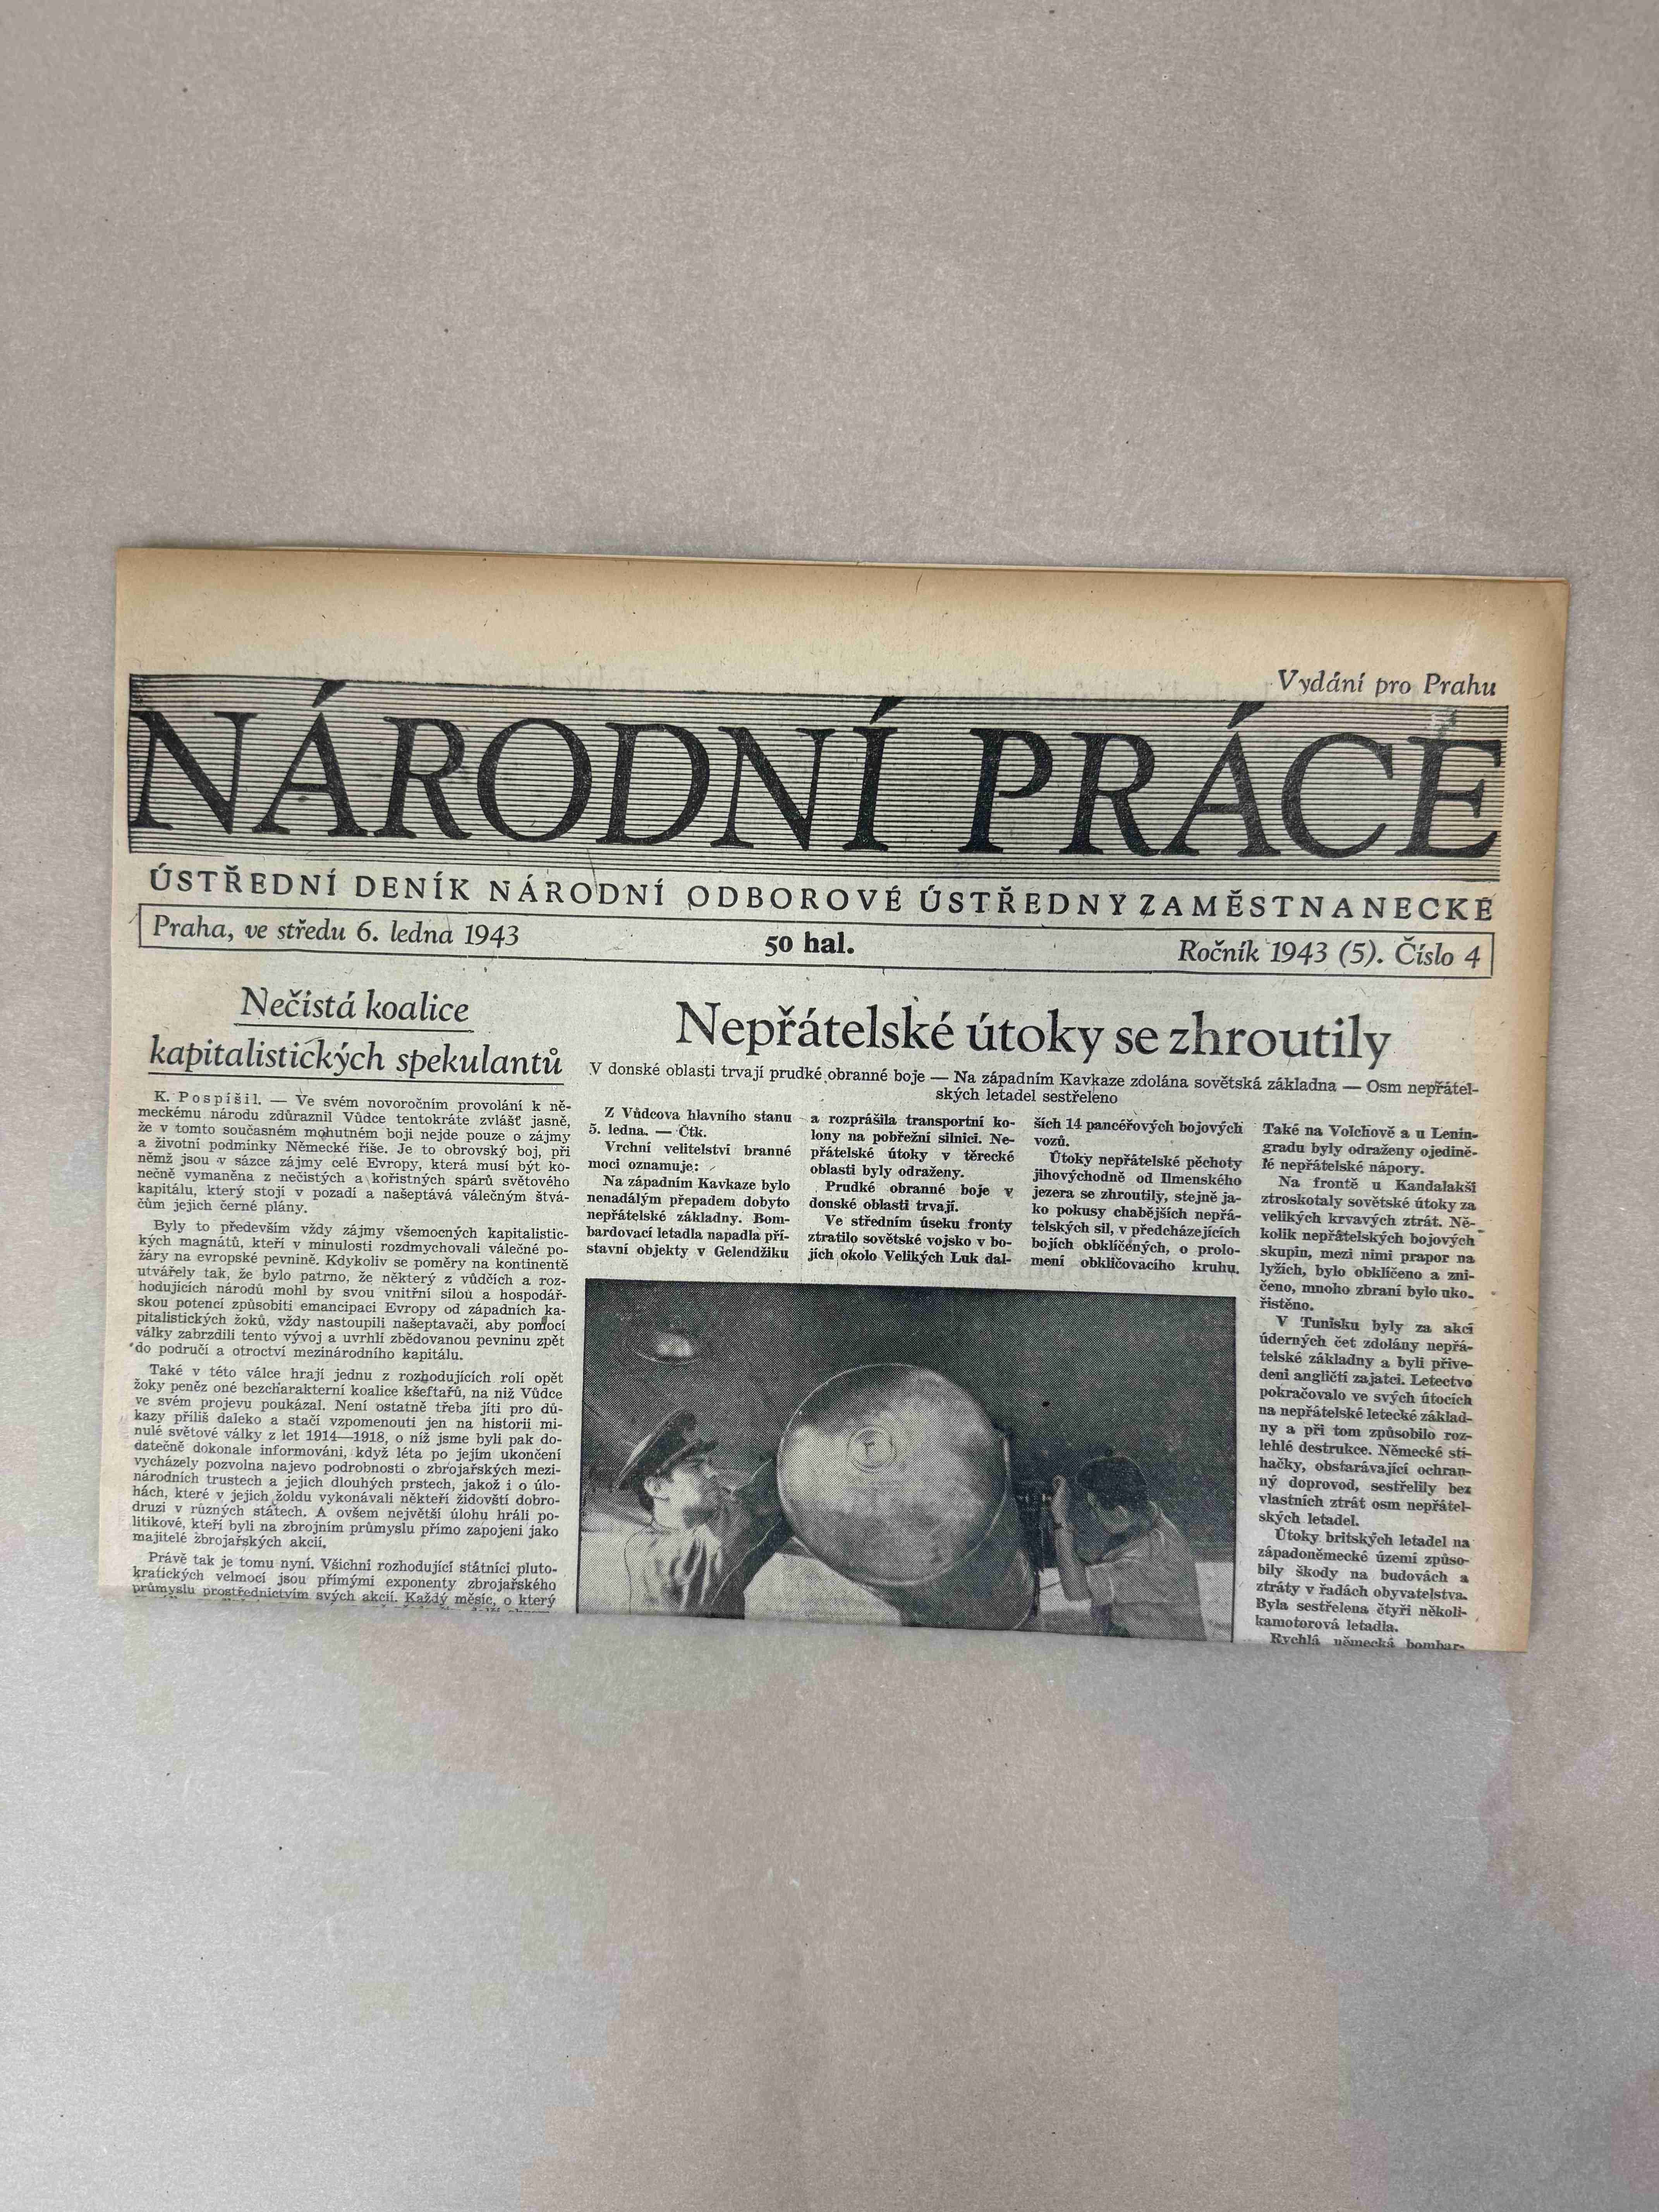 Vydání pro Prahu
NÁRODNÍ PRÁCE
ÚSTŘEDNÍ DENÍK NÁRODNÍ ODBOROVÉ ÚSTŘEDNY ZAMĚSTNANECKÉ
Praha, ve středu 6. ledna 1943
50 hal.
Ročník 1943 (5). Číslo 4
Nečistá koalice
kapitalistických spekulantů
K. Pospíšil. — Ve svém novoročním provolání k ně-
meckému národu zdůraznil Vůdce tentokráte zvlášť jasně,
že v tomto současném mohutném boji nejde pouze o zájmy
a životní podmínky Německé říše. Je to obrovský boj, při
němž jsou v sázce zájmy celé Evropy, která musí být ko-
nečně vymaněna z nečistých a kořistných spárů světového
kapitálu, který stojí v pozadí a našeptává válečným štvá-
čům jejich černé plány.
Byly to především vždy zájmy všemocných kapitalistic-
kých magnátů, kteří v minulosti rozdmychovali válečné po-
žáry na evropské pevnině. Kdykoliv se poměry na kontinentě
utvářely tak, že bylo patrno, že některý z vůdčích a roz-
hodujících národů mohl by svou vnitřní silou a hospodář-
skou potencí způsobiti emancipaci Evropy od západních ka-
pitalistických žoků, vždy nastoupili našeptavači, aby pomocí
války zabrzdili tento vývoj a uvrhli zbědovanou pevninu zpět
do područí a otroctví mezinárodního kapitálu.
Také v této válce hrají jednu z rozhodujících rolí opět
žoky peněz oné bezcharakterní koalice kšeftařů, na niž Vůdce
ve svém projevu poukázal. Není ostatně třeba jíti pro dů-
kazy příliš daleko a stačí vzpomenouti jen na historii mi-
nulé světové války z let 1914—1918, o níž jsme byli pak do-
datečně dokonale informováni, když léta po jejím ukončení
vycházely pozvolna najevo podrobnosti o zbrojařských mezi-
národních trustech a jejich dlouhých prstech, jakož i o úlo-
hách, které v jejich žoldu vykonávali někteří židovští dobro-
druzi v různých státech. A ovšem největší úlohu hráli po-
litikové, kteří byli na zbrojním průmyslu přímo zapojeni jako
majitelé zbrojařských akcií.
Právě tak je tomu nyní. Všichni rozhodující státníci pluto-
kratických velmocí jsou přímými exponenty zbrojařského
průmyslu prostřednictvím svých akcií. Každý měsíc, o který
Nepřátelské útoky se zhroutily
V donské oblasti trvají prudké obranné boje — Na západním Kavkaze zdolána sovětská základna — Osm nepřátel-
ských letadel sestřeleno
Z Vůdcova hlavního stanu
5. ledna. — Čtk.
Vrchní velitelství branné
moci oznamuje:
Na západním Kavkaze bylo
nenadálým přepadem dobyto
nepřátelské základny. Bom-
bardovací letadla napadla pří-
stavní objekty v Gelendžiku
a rozprášila transportní ko-
lony na pobřežní silnici. Ne-
přátelské útoky v těrecké
oblasti byly odraženy.
Prudké obranné boje v
donské oblasti trvají.
Ve středním úseku fronty
ztratilo sovětské vojsko v bo-
jích okolo Velikých Luk dal-
ších 14 pancéřových bojových
vozů.
Útoky nepřátelské pěchoty
jihovýchodně od Ilmenského
jezera se zhroutily, stejně ja-
ko pokusy chabějších nepřá-
telských sil, v předcházejících
bojích obklíčených, o prolo-
mení obkličovacího kruhu.
Také na Volchově a u Lenin-
gradu byly odraženy ojedině-
lé nepřátelské nápory.
Na frontě u Kandalakši
ztroskotaly sovětské útoky za
velikých krvavých ztrát. Ně-
kolik nepřátelských bojových
skupin, mezi nimi prapor na
lyžích, bylo obklíčeno a zni-
čeno, mnoho zbraní bylo uko-
řistěno.
V Tunisku byly za akcí
úderných čet zdolány nepřá-
telské základny a byli přive-
deni angličtí zajatci. Letectvo
pokračovalo ve svých útocích
na nepřátelské letecké základ-
ny a při tom způsobilo roz-
lehlé destrukce. Německé stí-
hačky, obstarávající ochran-
ný doprovod, sestřelily bez
vlastních ztrát osm nepřátel-
ských letadel.
Útoky britských letadel na
západoněmecké území způso-
bily škody na budovách a
ztráty v řadách obyvatelstva.
Byla sestřelena čtyři několi-
kamotorová letadla.
Rychlá německá bombar-